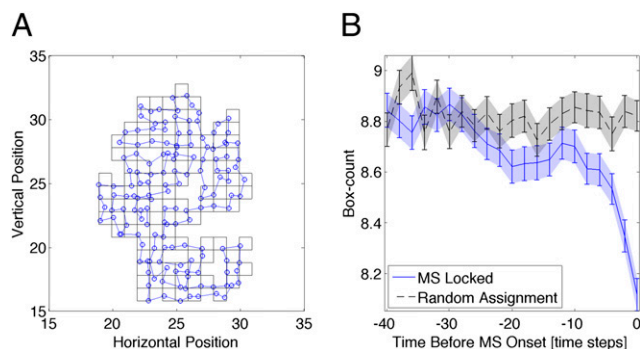 A
35
30
25
20
15
15 20 25 30 35
Vertical Position
Horizontal Position
B
9
8.8
8.6
8.4
8.2
-40 -30 -20 -10 0
Box-count
MS Locked
Random Assignment
Time Before MS Onset [time steps]